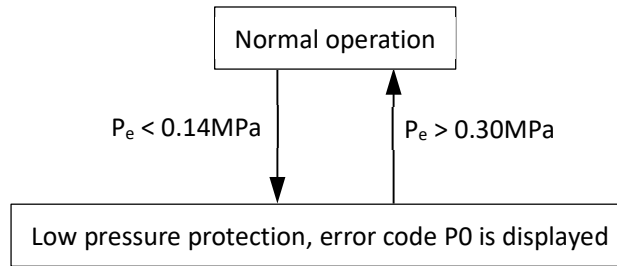 Normal operation
Pe < 0.14MPa
Pe > 0.30MPa
Low pressure protection, error code P0 is displayed